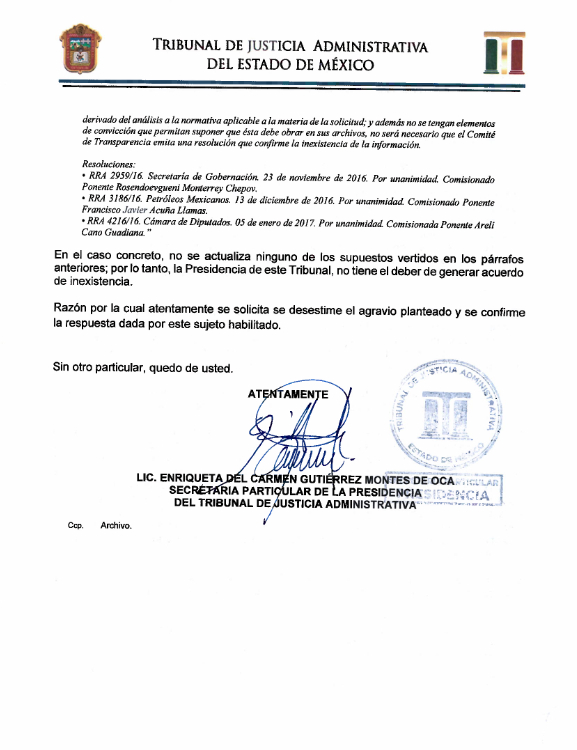 TRIBUNAL DE JUSTICIA ADMINISTRATIVA
DEL ESTADO DE MÉXICO
derivado del análisis a la normativa aplicable a la materia de la solicitud; y además no se tengan elementos
de convicción que permitan suponer que ésta debe obrar en sus archivos, no será necesario que el Comité
de Transparencia emita una resolución que confirme la inexistencia de la información.
Resoluciones:
• RRA 2959/16. Secretaría de Gobernación. 23 de noviembre de 2016. Por unanimidad. Comisionado
Ponente Rosendoevgueni Monterrey Chepov.
• RRA 3186/16. Petróleos Mexicanos. 13 de diciembre de 2016. Por unanimidad. Comisionado Ponente
Francisco Javier Acuña Llamas.
• RRA 4216/16. Cámara de Diputados. 05 de enero de 2017. Por unanimidad. Comisionada Ponente Areli
Cano Guadiana."
En el caso concreto, no se actualiza ninguno de los supuestos vertidos en los párrafos
anteriores; por lo tanto, la Presidencia de este Tribunal, no tiene el deber de generar acuerdo
de inexistencia.
Razón por la cual atentamente se solicita se desestime el agravio planteado y se confirme
la respuesta dada por este sujeto habilitado.
Sin otro particular, quedo de usted.
ATENTAMENTE
TRIBUNAL DE JUSTICIA ADMINISTRATIVA
ESTADO DE MÉXICO
LIC. ENRIQUETA DEL CARMEN GUTIÉRREZ MONTES DE OCA
SECRETARIA PARTICULAR DE LA PRESIDENCIA
DEL TRIBUNAL DE JUSTICIA ADMINISTRATIVA
Ccp. Archivo.